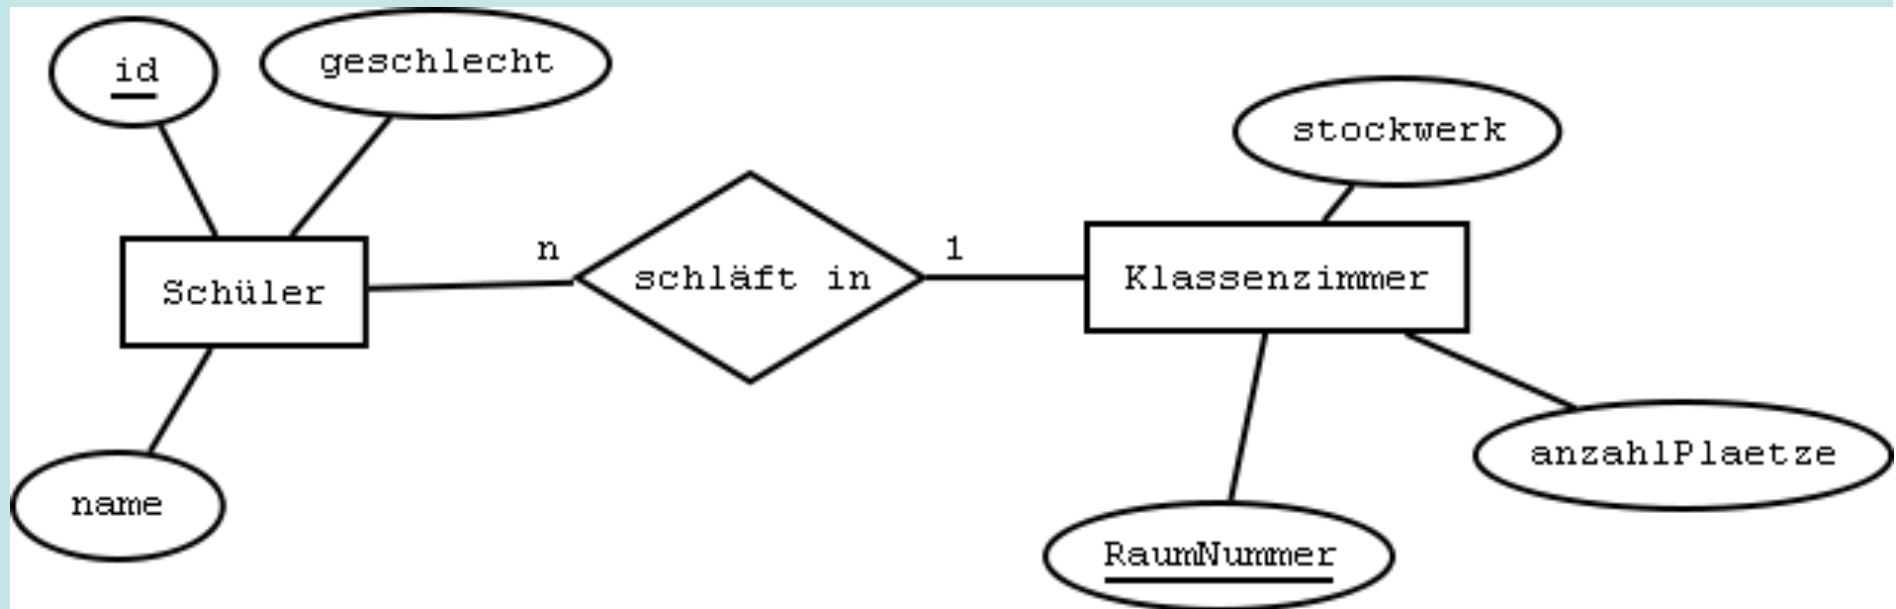 id
geschlecht
stockwerk
n
1
Schüler
schläft in
Klassenzimmer
anzahlPlaetze
name
RaumNummer